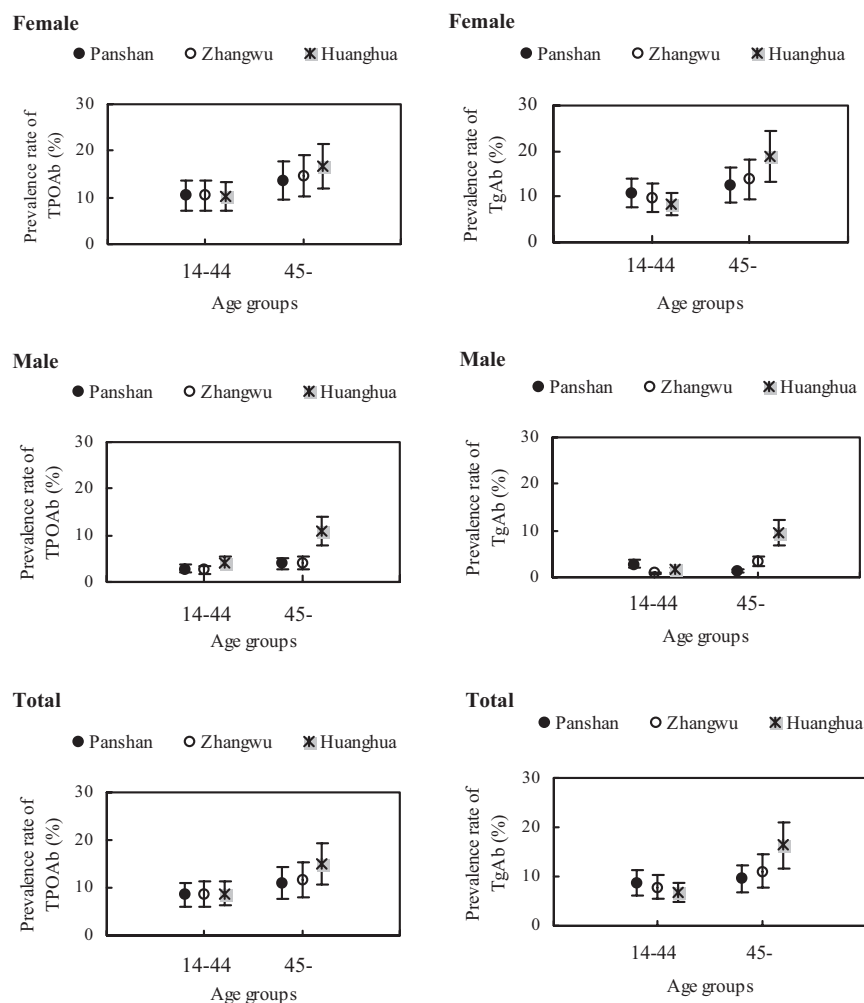 Female
Panshan Zhangwu Huanghua
Prevalence rate of
TPOAb (%)
30
20
10
0
14-44 45-
Age groups
Female
Panshan Zhangwu Huanghua
Prevalence rate of
TgAb (%)
30
20
10
0
14-44 45-
Age groups
Male
Panshan Zhangwu Huanghua
Prevalence rate of
TPOAb (%)
30
20
10
0
14-44 45-
Age groups
Male
Panshan Zhangwu Huanghua
Prevalence rate of
TgAb (%)
30
20
10
0
14-44 45-
Age groups
Total
Panshan Zhangwu Huanghua
Prevalence rate of
TPOAb (%)
30
20
10
0
14-44 45-
Age groups
Total
Panshan Zhangwu Huanghua
Prevalence rate of
TgAb (%)
30
20
10
0
14-44 45-
Age groups